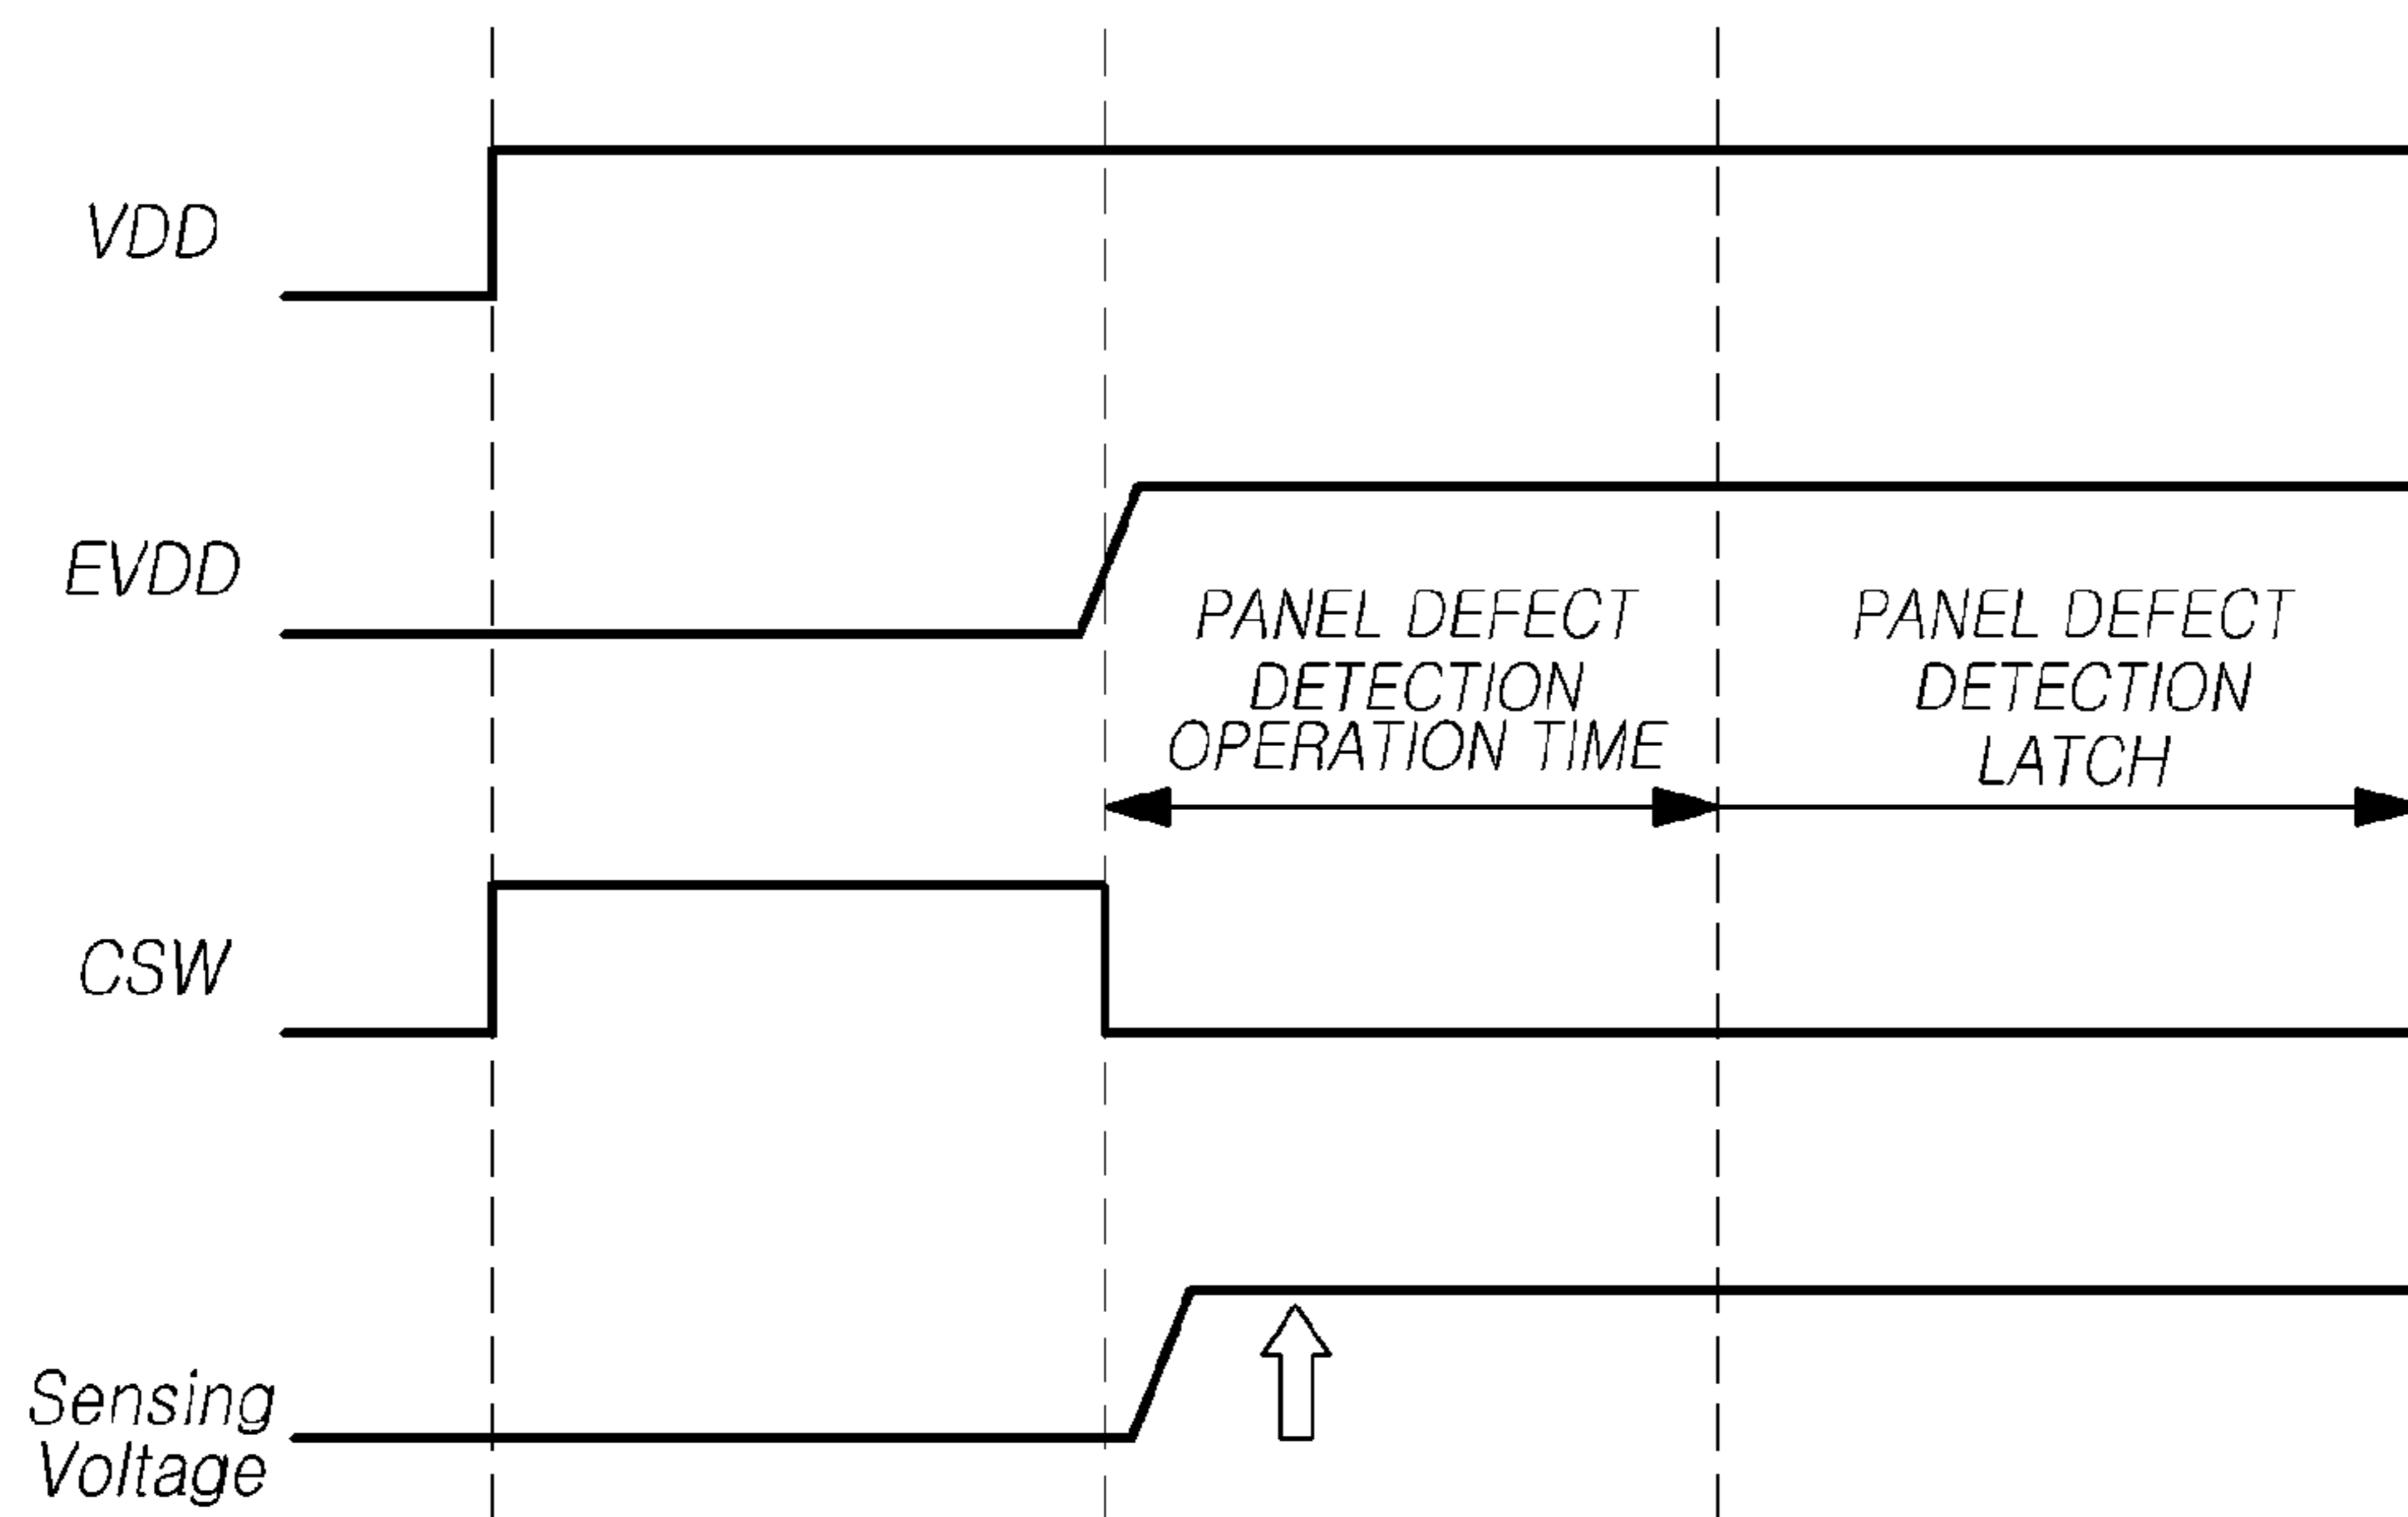 VDD
EVDD
PANEL DEFECT
DETECTION
OPERATION TIME
PANEL DEFECT
DETECTION
LATCH
CSW
Sensing
Voltage